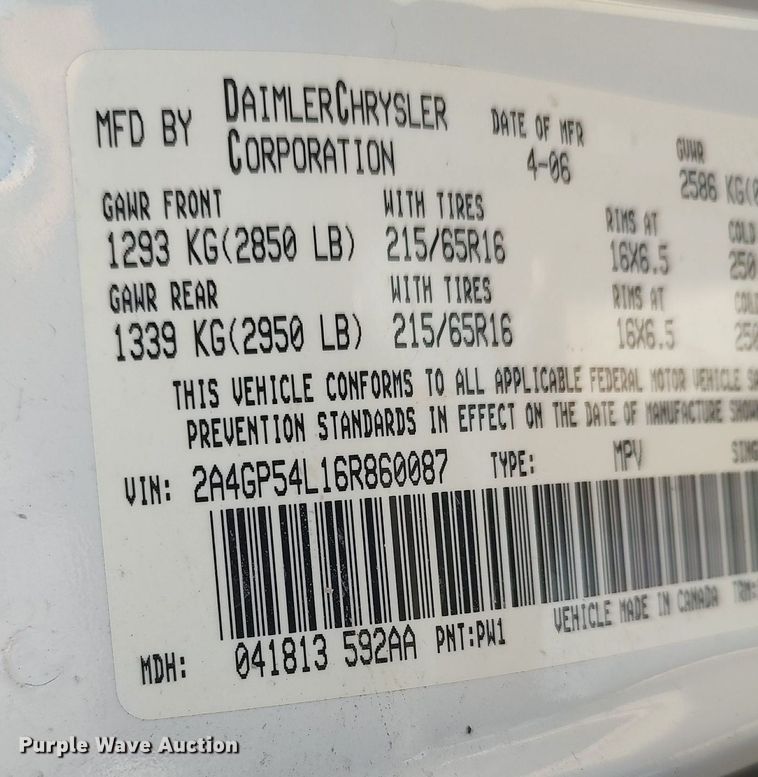 MFD BY DAIMLERCHRYSLER CORPORATION
DATE OF MFR 4-06
GVWR 2586 KG(
GAWR FRONT WITH TIRES RIMS AT COLD
1293 KG(2850 LB) 215/65R16 16X6.5 250
GAWR REAR WITH TIRES RIMS AT
1339 KG(2950 LB) 215/65R16 16X6.5
THIS VEHICLE CONFORMS TO ALL APPLICABLE FEDERAL MOTOR VEHICLE
PREVENTION STANDARDS IN EFFECT ON THE DATE OF MANUFACTURE
VIN: 2A4GP54L16R860087 TYPE: MPV
VEHICLE MADE IN CANADA
MDH: 041813 592AA PNT:PW1
Purple Wave Auction